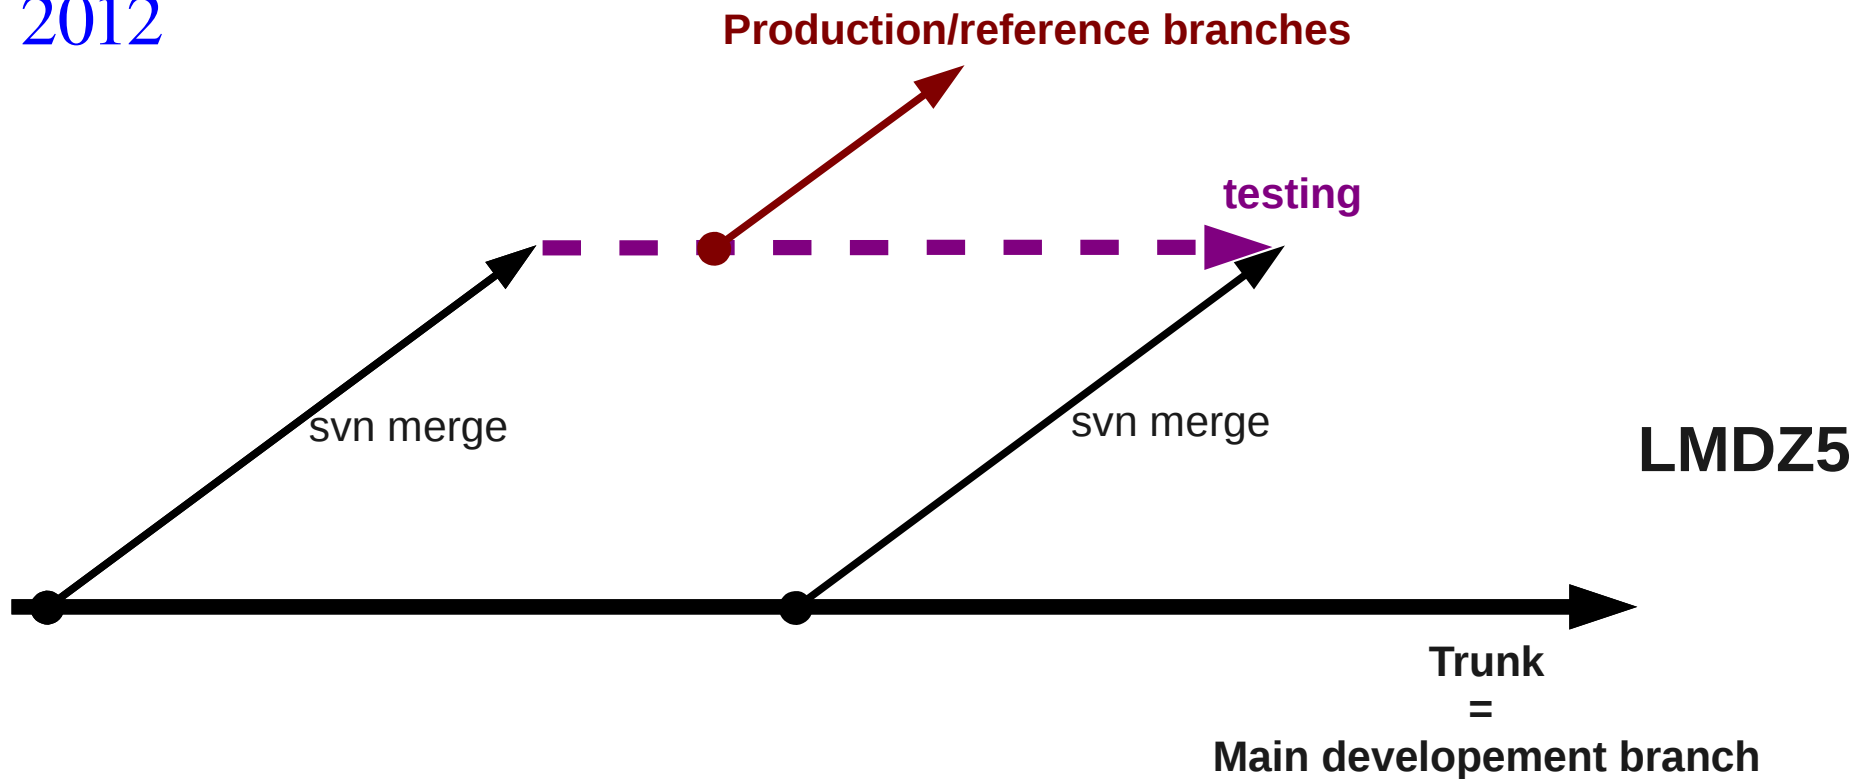 2012
Production/reference branches
testing
svn merge
svn merge
LMDZ5
Trunk
=
Main developement branch